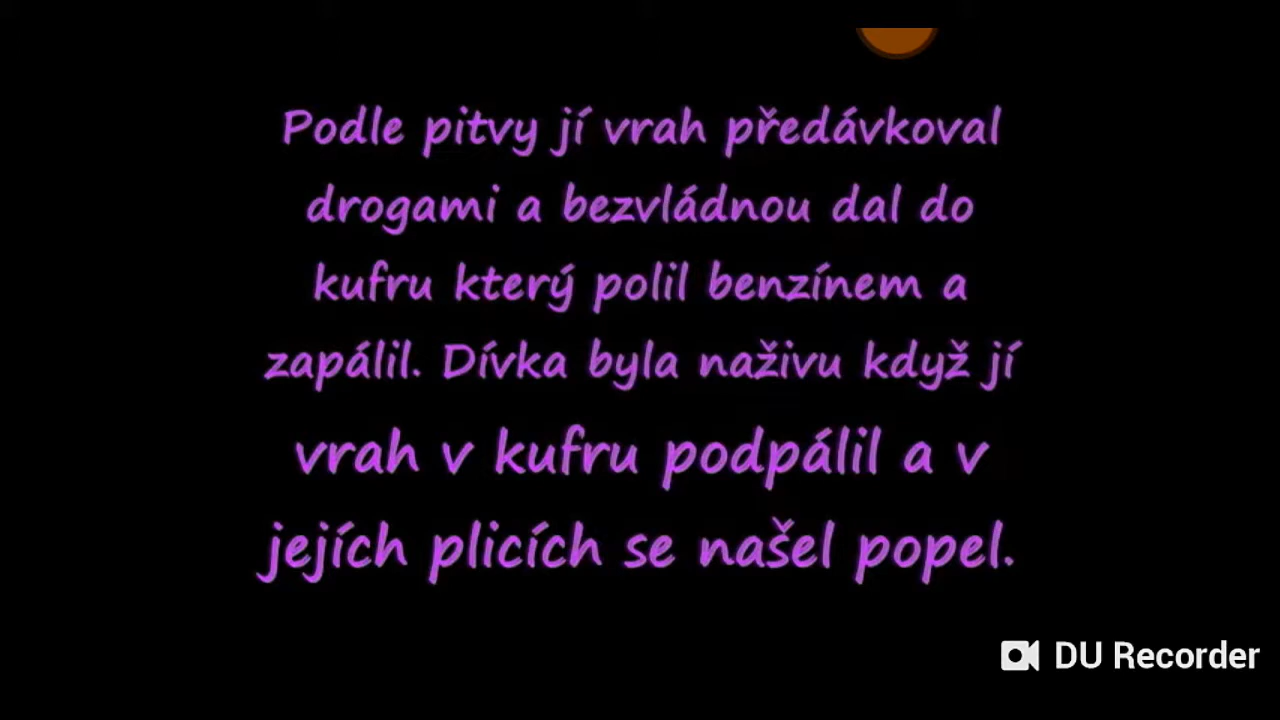 Podle pitvy jí vrah předávkoval
drogami a bezvládnou dal do
kufru který polil benzínem a
zapálil. Dívka byla naživu když jí
vrah v kufru podpálil a v
jejích plicích se našel popel.
DU Recorder